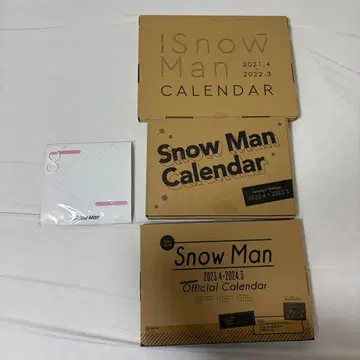 Snow
Man
2021.4
2022.3
CALENDAR
Snow Man
Calendar
2022.4-2023.3
Snow Man
Snow Man
2023.4-2024.3
Official Calendar